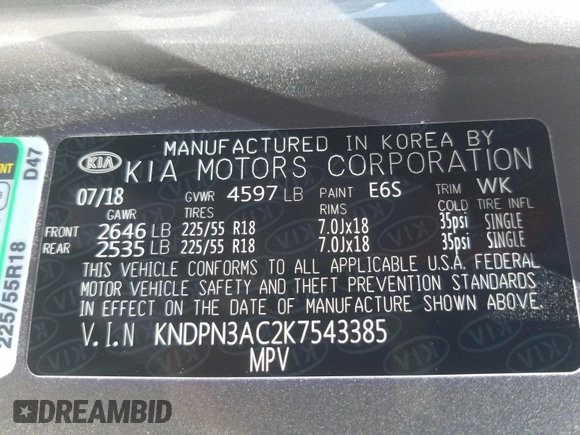 MANUFACTURED IN KOREA BY
KIA KIA MOTORS CORPORATION
07/18 GVWR 4597 LB PAINT E6S TRIM WK
GAWR TIRES RIMS COLD TIRE INFL
FRONT 2646 LB 225/55 R18 7.0Jx18 35psi SINGLE
REAR 2535 LB 225/55 R18 7.0Jx18 35psi SINGLE
THIS VEHICLE CONFORMS TO ALL APPLICABLE U.S.A. FEDERAL
MOTOR VEHICLE SAFETY AND THEFT PREVENTION STANDARDS
IN EFFECT ON THE DATE OF MANUFACTURE SHOWN ABOVE.
V.I.N KNDPN3AC2K7543385
MPV
D47
225/55R18
DREAMBID